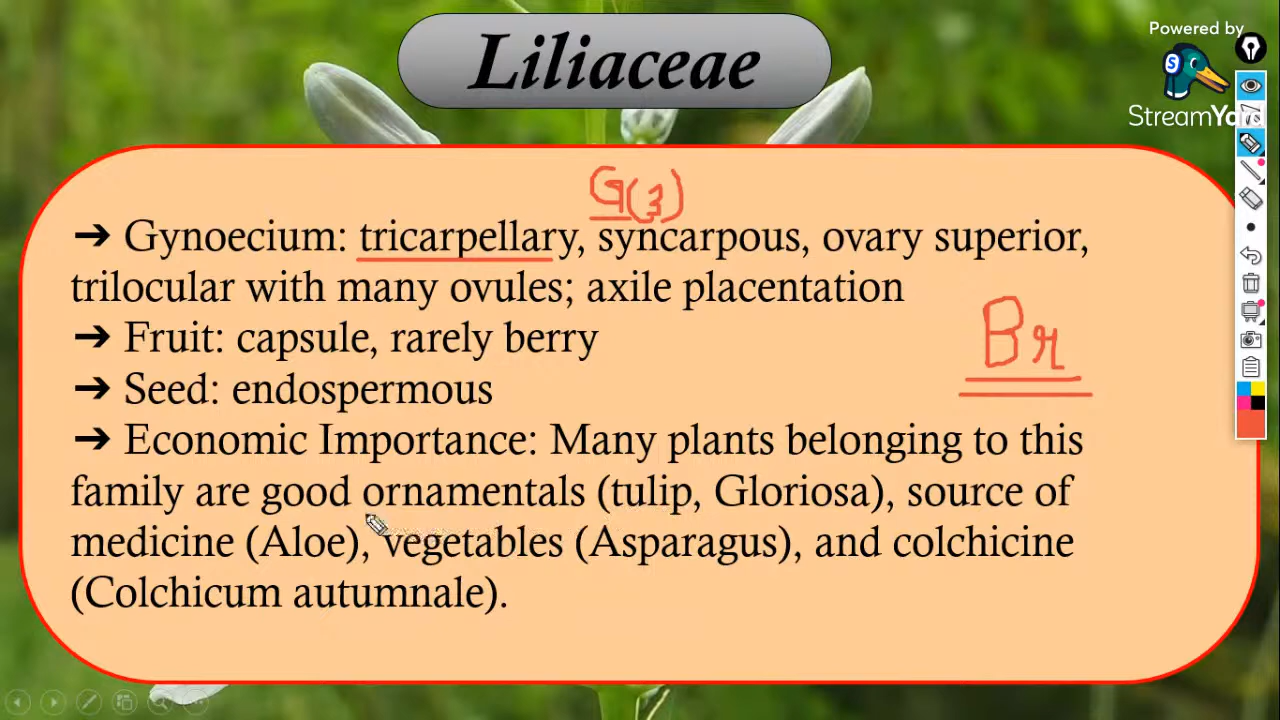 Liliaceae
Powered by
StreamYard
G(3)
➔ Gynoecium: tricarpellary, syncarpous, ovary superior,
trilocular with many ovules; axile placentation
➔ Fruit: capsule, rarely berry
Br
➔ Seed: endospermous
➔ Economic Importance: Many plants belonging to this
family are good ornamentals (tulip, Gloriosa), source of
medicine (Aloe), vegetables (Asparagus), and colchicine
(Colchicum autumnale).